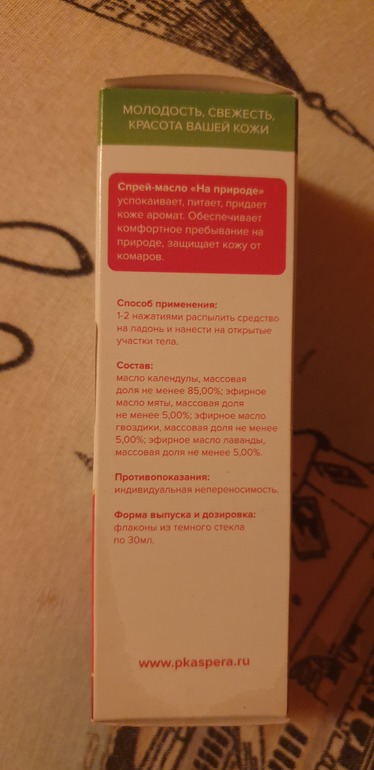 МОЛОДОСТЬ, СВЕЖЕСТЬ,
КРАСОТА ВАШЕЙ КОЖИ
Спрей-масло «На природе»
успокаивает, питает, придает
коже аромат. Обеспечивает
комфортное пребывание на
природе, защищает кожу от
комаров.
Способ применения:
1-2 нажатиями распылить средство
на ладонь и нанести на открытые
участки тела.
Состав:
масло календулы, массовая
доля не менее 85,00%; эфирное
масло мяты, массовая доля
не менее 5,00%; эфирное масло
гвоздики, массовая доля не менее
5,00%; эфирное масло лаванды,
массовая доля не менее 5,00%.
Противопоказания:
индивидуальная непереносимость.
Форма выпуска и дозировка:
флаконы из темного стекла
по 30мл.
www.pkaspera.ru